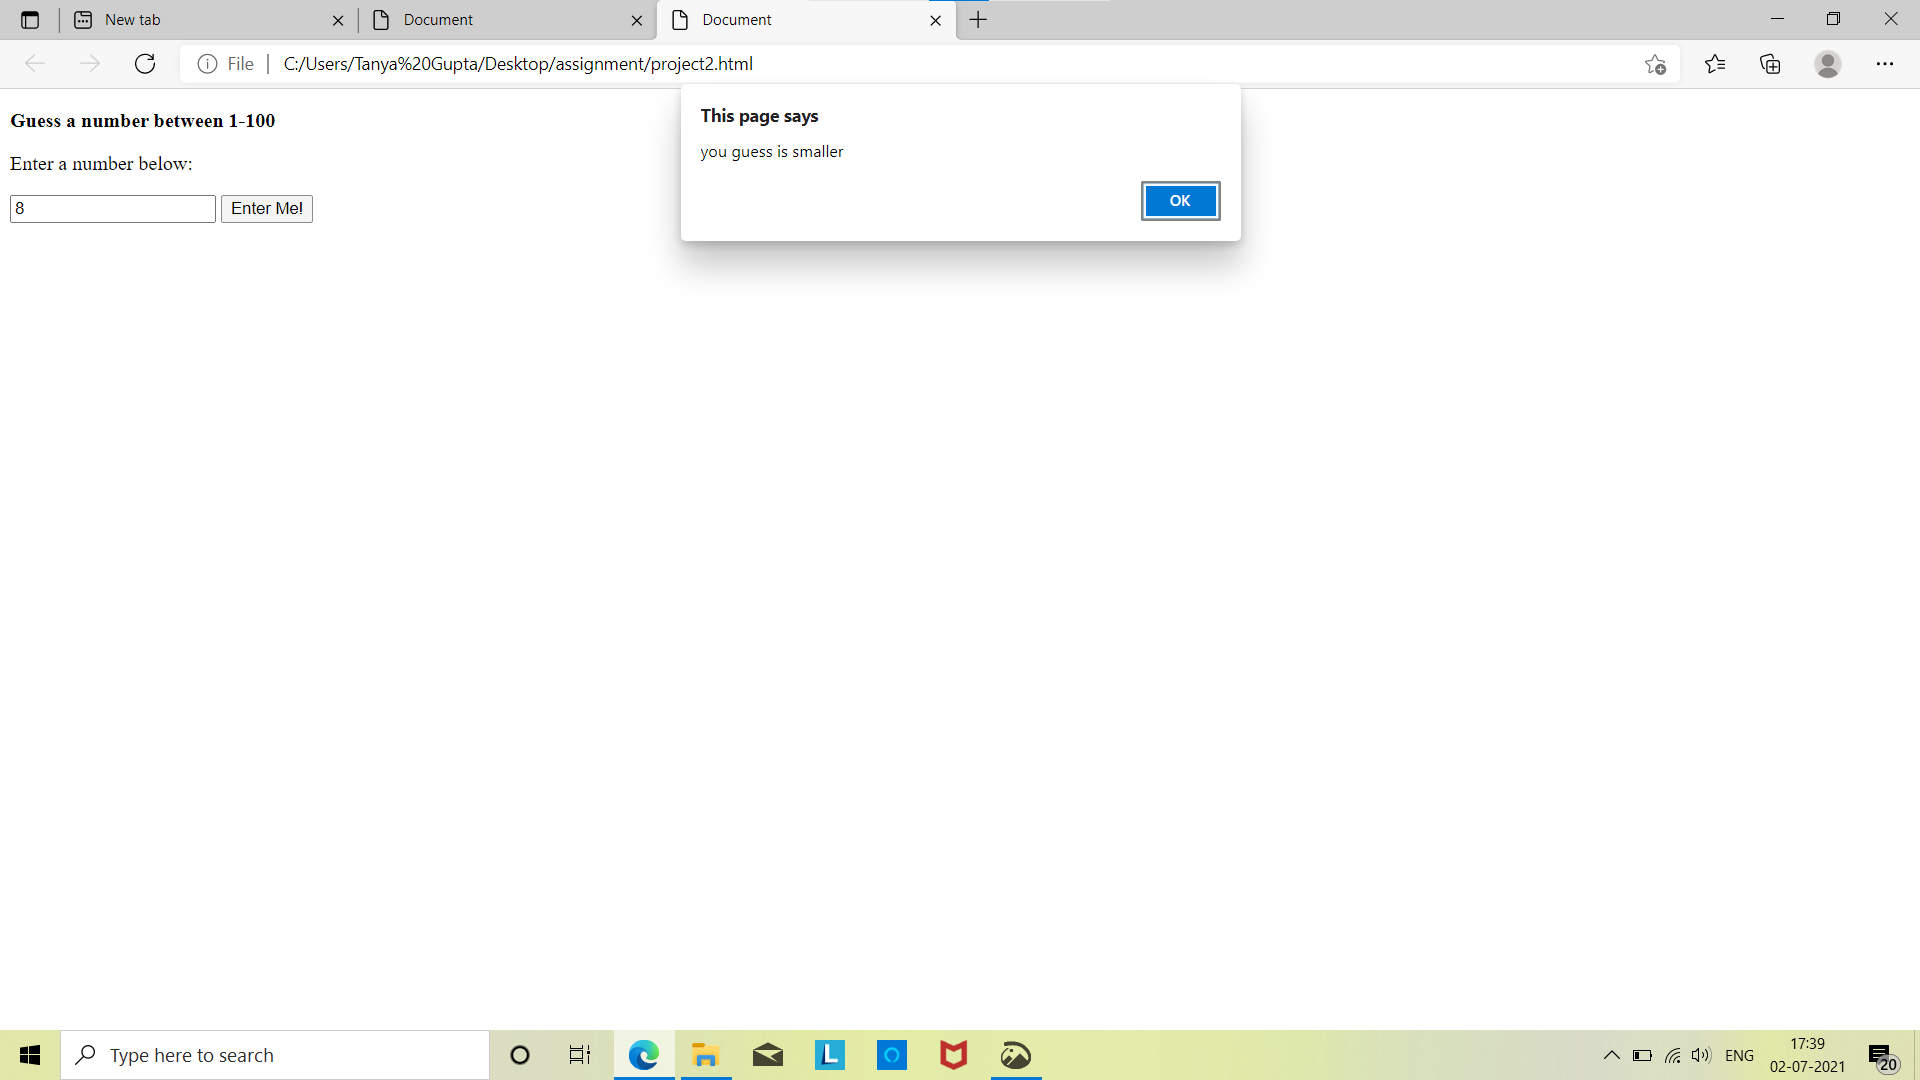 New tab
Document
Document
File
C:/Users/Tanya%20Gupta/Desktop/assignment/project2.html
Guess a number between 1-100
Enter a number below:
8
Enter Me!
This page says
you guess is smaller
OK
Type here to search
L
ENG
17:39
02-07-2021
20